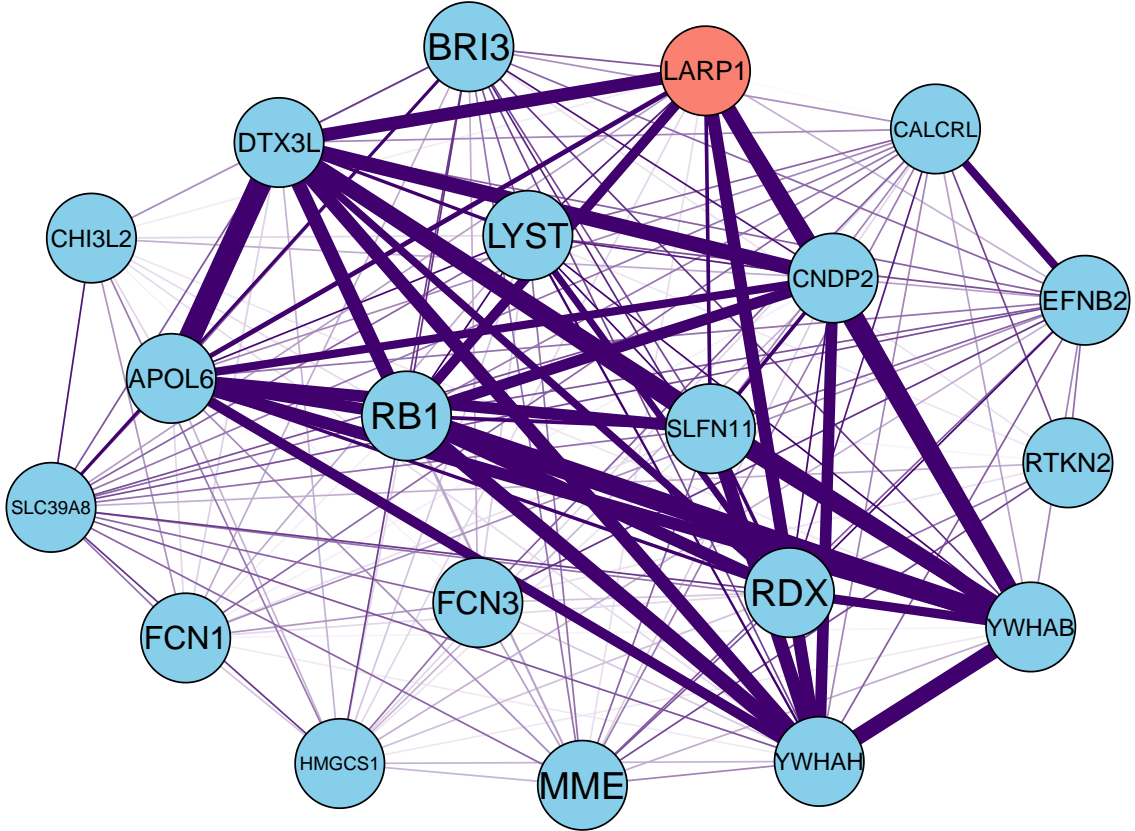 BRI3
LARP1
CALCRL
DTX3L
CHI3L2
LYST
CNDP2
EFNB2
APOL6
RB1
SLFN11
RTKN2
SLC39A8
FCN3
RDX
FCN1
YWHAB
HMGCS1
MME
YWHAH